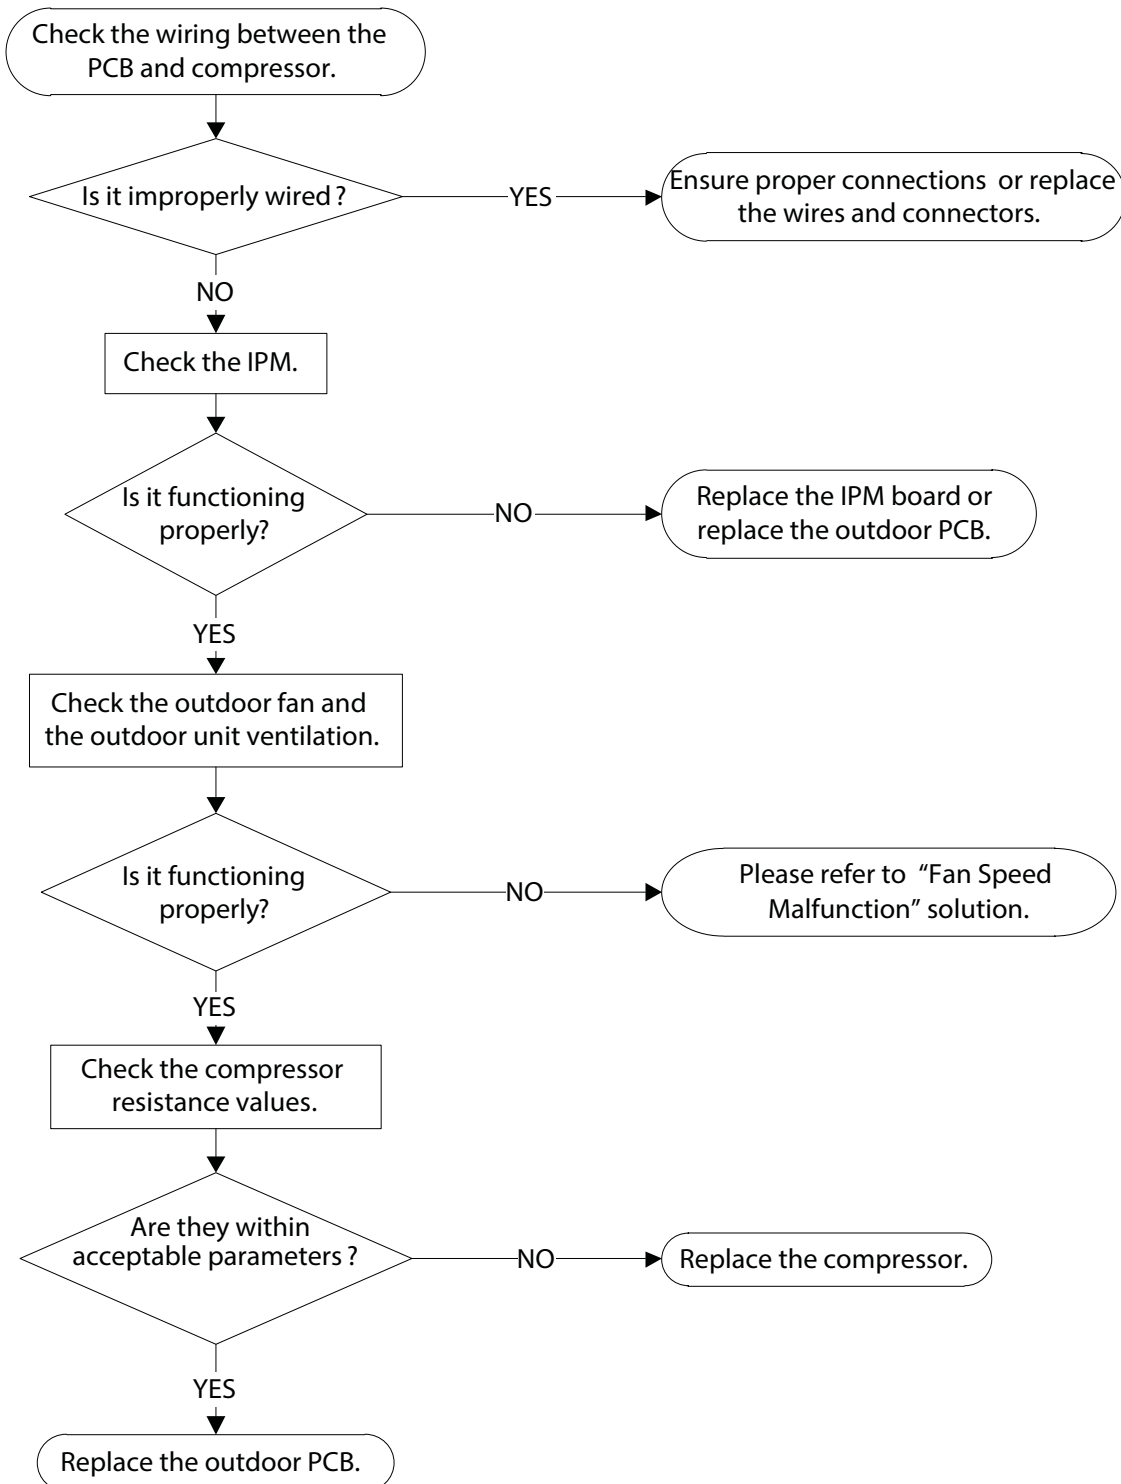 Check the wiring between the
PCB and compressor.
Is it improperly wired ?
YES
Ensure proper connections or replace
the wires and connectors.
NO
Check the IPM.
Is it functioning
properly?
NO
Replace the IPM board or
replace the outdoor PCB.
YES
Check the outdoor fan and
the outdoor unit ventilation.
Is it functioning
properly?
NO
Please refer to “Fan Speed
Malfunction” solution.
YES
Check the compressor
resistance values.
Are they within
acceptable parameters ?
NO
Replace the compressor.
YES
Replace the outdoor PCB.